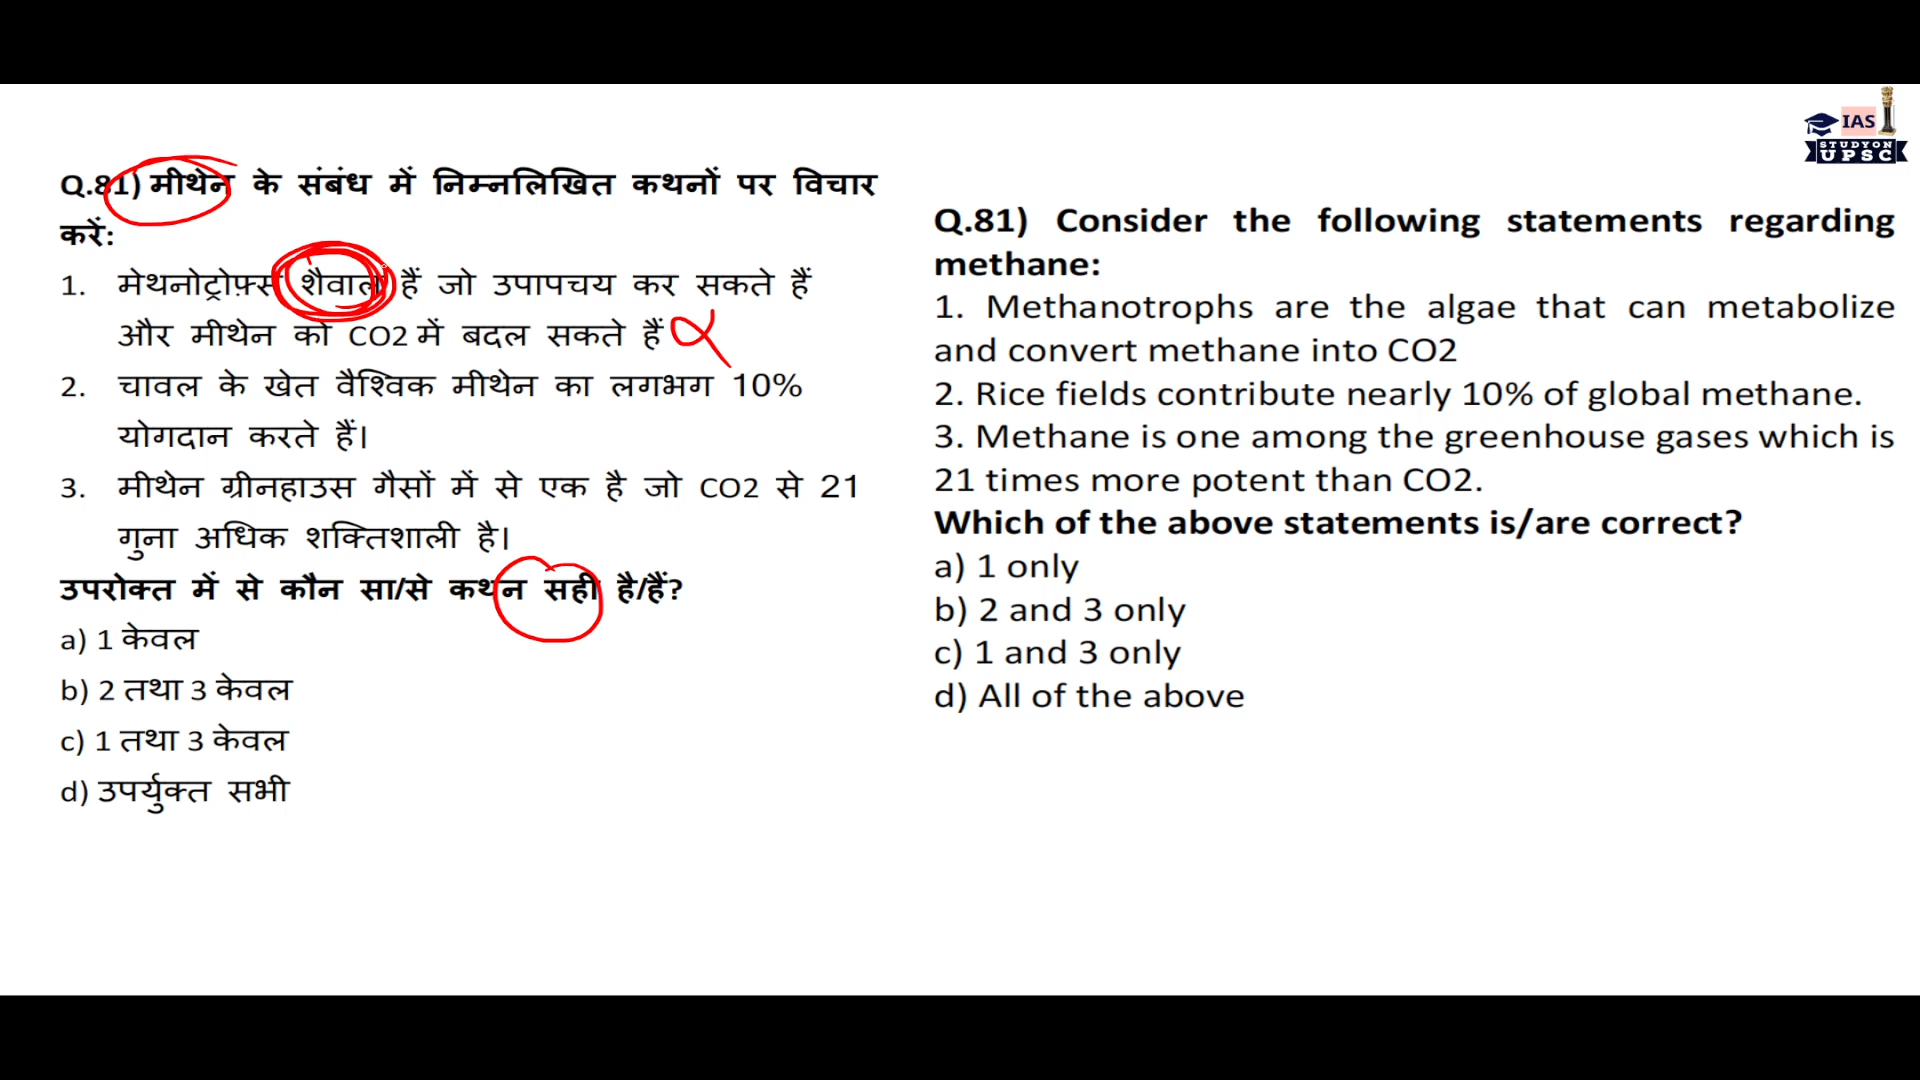 IAS
STUDYON
UPSC
Q.81) मीथेन के संबंध में निम्नलिखित कथनों पर विचार
करें:
1. मेथनोट्रोफ़्स शैवाल हैं जो उपापचय कर सकते हैं
और मीथेन को CO2 में बदल सकते हैं
2. चावल के खेत वैश्विक मीथेन का लगभग 10%
योगदान करते हैं।
3. मीथेन ग्रीनहाउस गैसों में से एक है जो CO2 से 21
गुना अधिक शक्तिशाली है।
उपरोक्त में से कौन सा/से कथन सही है/हैं?
a) 1 केवल
b) 2 तथा 3 केवल
c) 1 तथा 3 केवल
d) उपर्युक्त सभी
Q.81) Consider the following statements regarding
methane:
1. Methanotrophs are the algae that can metabolize
and convert methane into CO2
2. Rice fields contribute nearly 10% of global methane.
3. Methane is one among the greenhouse gases which is
21 times more potent than CO2.
Which of the above statements is/are correct?
a) 1 only
b) 2 and 3 only
c) 1 and 3 only
d) All of the above